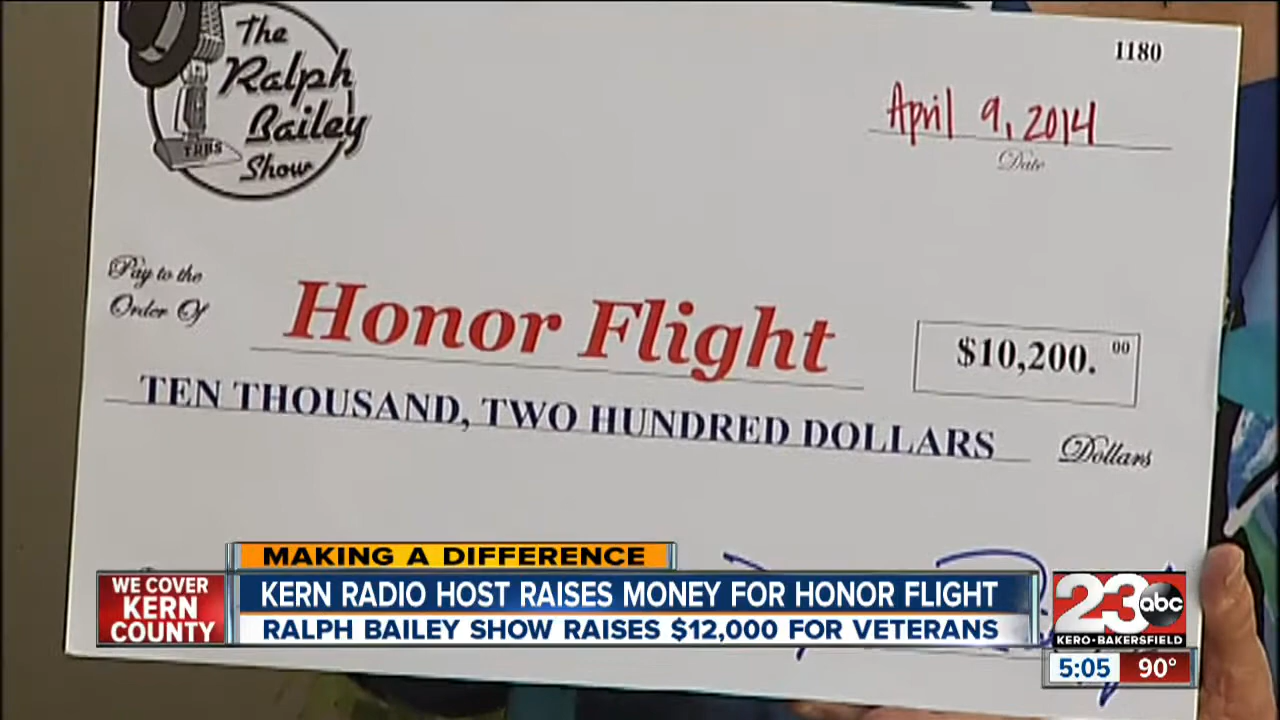 The
Ralph
Bailey
Show
TRBS
1180
April 9, 2014
Date
Pay to the
Order Of
Honor Flight
$10,200. 00
TEN THOUSAND, TWO HUNDRED DOLLARS
Dollars
MAKING A DIFFERENCE
WE COVER
KERN
COUNTY
KERN RADIO HOST RAISES MONEY FOR HONOR FLIGHT
RALPH BAILEY SHOW RAISES $12,000 FOR VETERANS
23 abc
KERO•BAKERSFIELD
5:05 90°